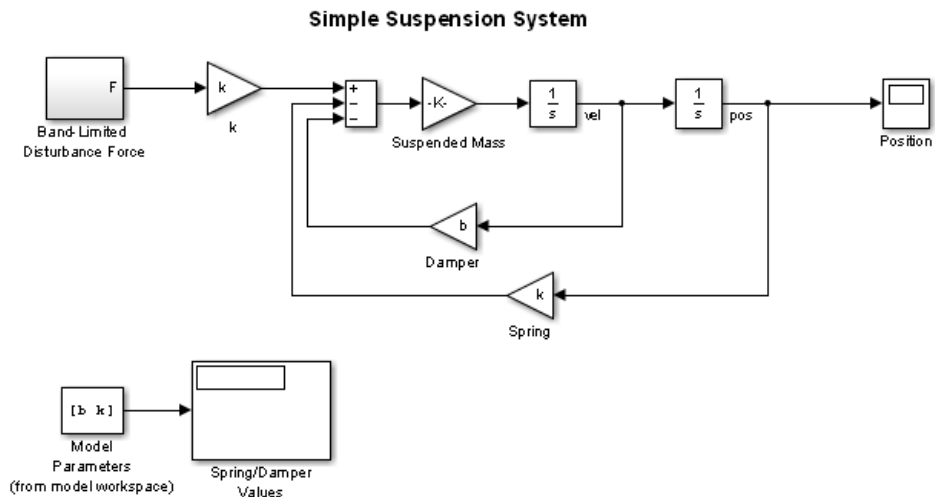 Simple Suspension System
F
Band-Limited
Disturbance Force
k
k
+
−
−
-K-
Suspended Mass
1
s
vel
1
s
pos
Position
b
Damper
k
Spring
[b k]
Model
Parameters
(from model workspace)
Spring/Damper
Values